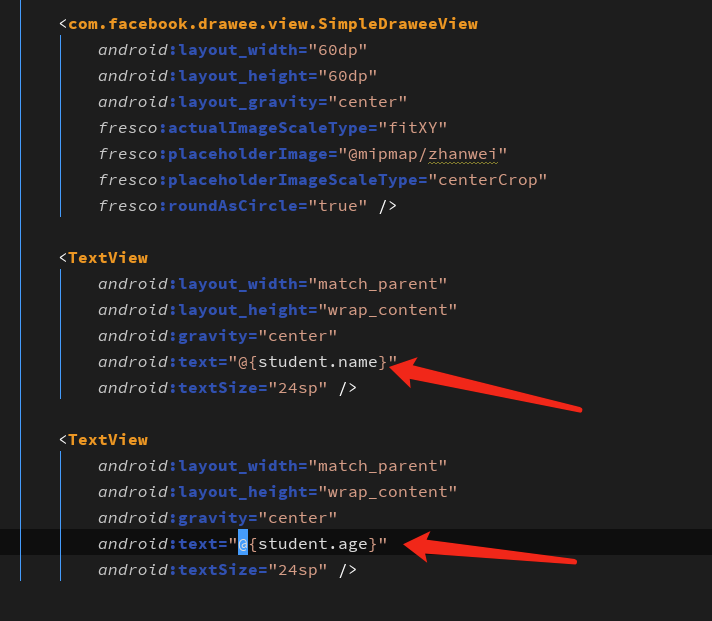 <com.facebook.drawee.view.SimpleDraweeView
android:layout_width="60dp"
android:layout_height="60dp"
android:layout_gravity="center"
fresco:actualImageScaleType="fitXY"
fresco:placeholderImage="@mipmap/zhanwei"
fresco:placeholderImageScaleType="centerCrop"
fresco:roundAsCircle="true" />
<TextView
android:layout_width="match_parent"
android:layout_height="wrap_content"
android:gravity="center"
android:text="@{student.name}"
android:textSize="24sp" />
<TextView
android:layout_width="match_parent"
android:layout_height="wrap_content"
android:gravity="center"
android:text="@{student.age}"
android:textSize="24sp" />